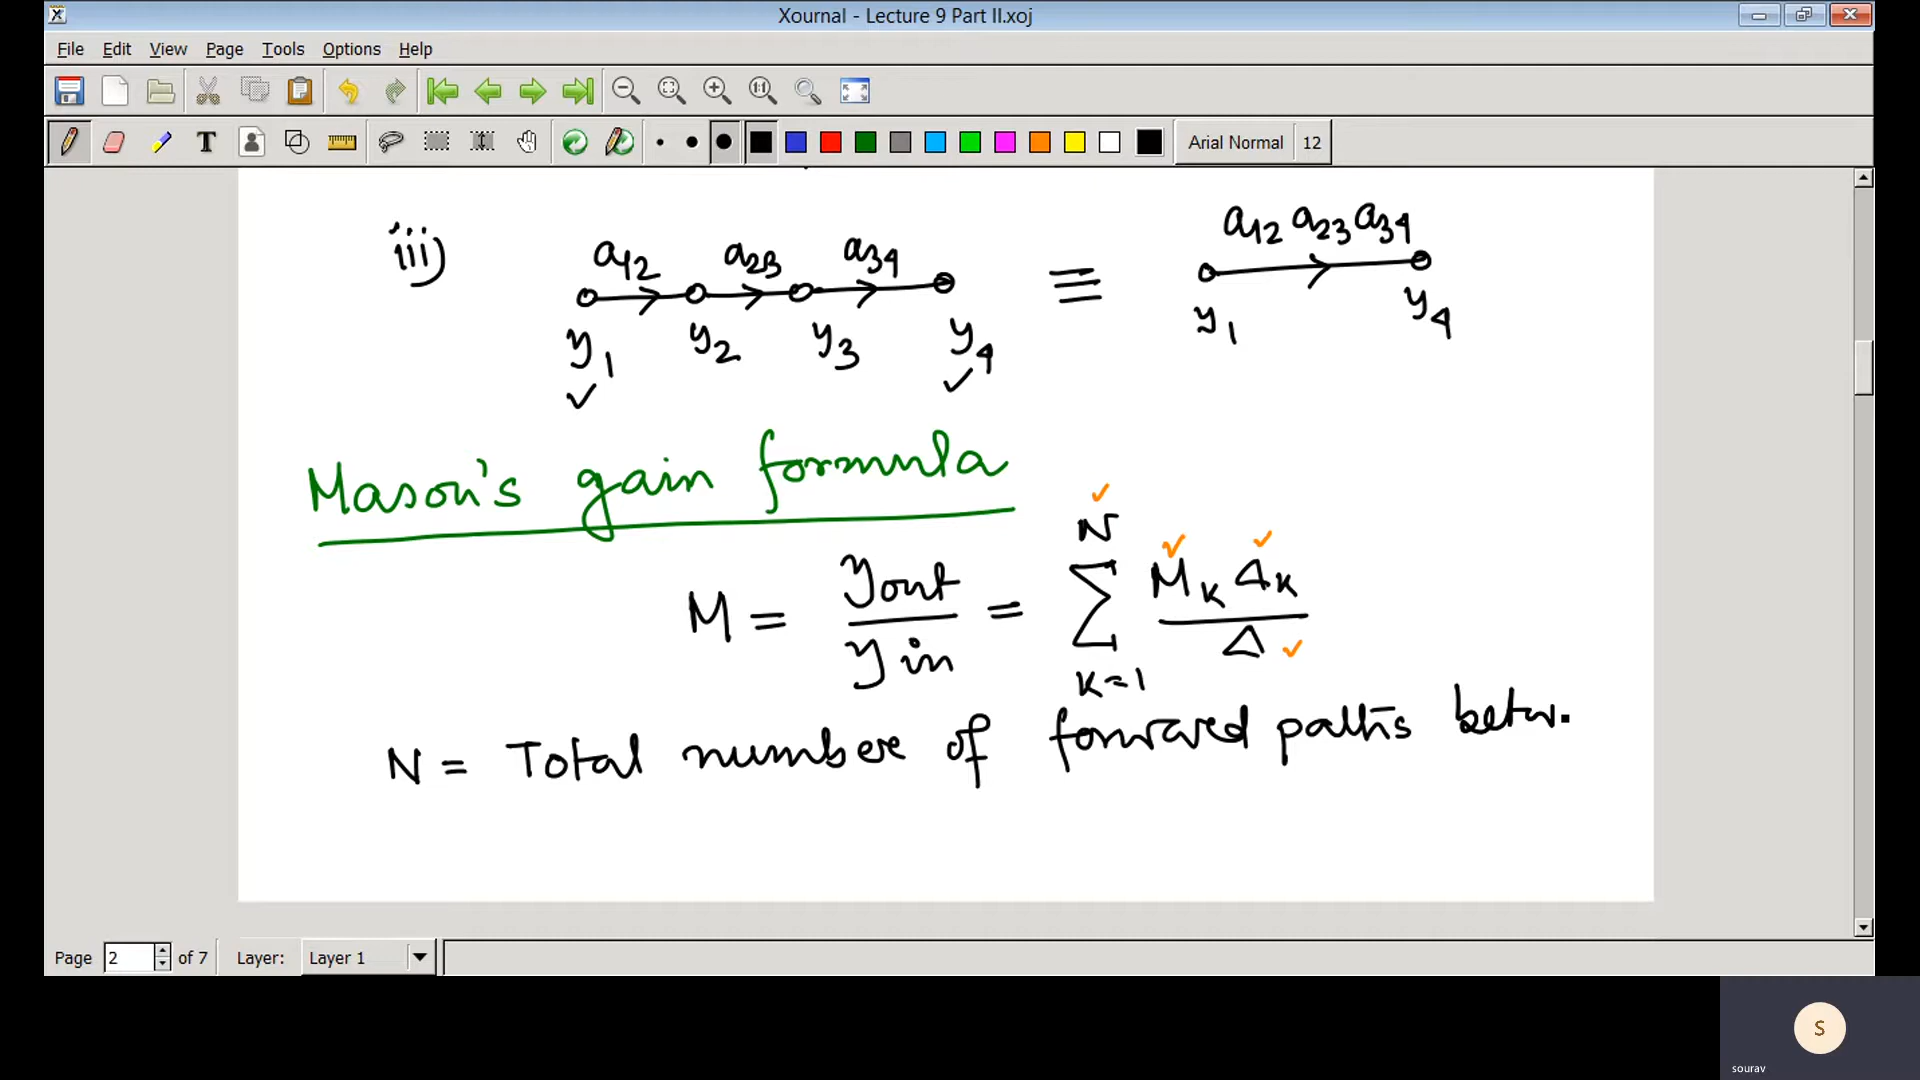 Xournal - Lecture 9 Part II.xoj
File Edit View Page Tools Options Help
Arial Normal 12
iii) a12 a23 a34 ≡ a12 a23 a34
y1 y2 y3 y4 y1 y4
✓ ✓
Mason's gain formula
M = yout / yin = N Σ k=1 Mk Δk / Δ
N = Total number of forward paths betw.
Page 2 of 7 Layer: Layer 1
S
sourav